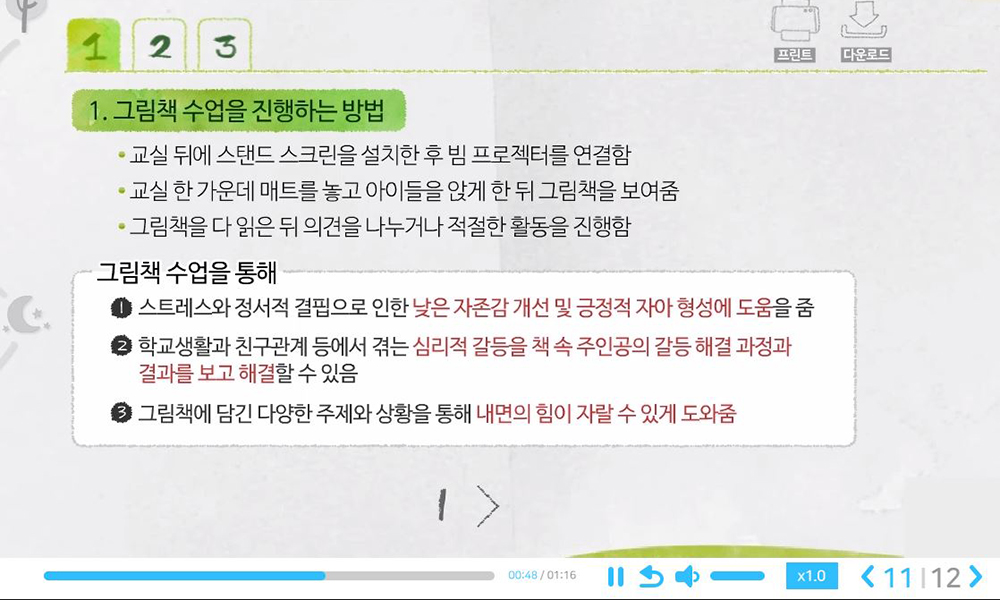 1 2 3
프린트 다운로드
1. 그림책 수업을 진행하는 방법
• 교실 뒤에 스탠드 스크린을 설치한 후 빔 프로젝터를 연결함
• 교실 한 가운데 매트를 놓고 아이들을 앉게 한 뒤 그림책을 보여줌
• 그림책을 다 읽은 뒤 의견을 나누거나 적절한 활동을 진행함
그림책 수업을 통해
❶ 스트레스와 정서적 결핍으로 인한 낮은 자존감 개선 및 긍정적 자아 형성에 도움을 줌
❷ 학교생활과 친구관계 등에서 겪는 심리적 갈등을 책 속 주인공의 갈등 해결 과정과
결과를 보고 해결할 수 있음
❸ 그림책에 담긴 다양한 주제와 상황을 통해 내면의 힘이 자랄 수 있게 도와줌
1
00:48 / 01:16 x1.0 11 | 12